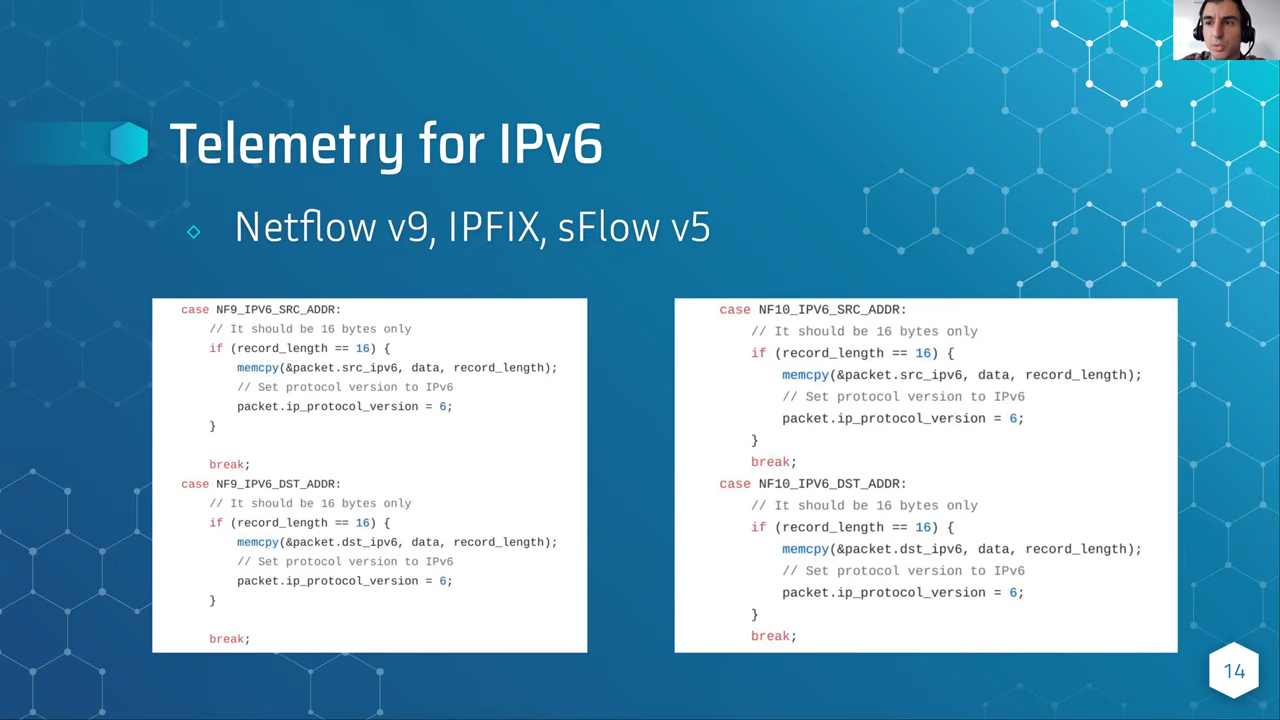 Telemetry for IPv6
Netflow v9, IPFIX, sFlow v5
case NF9_IPV6_SRC_ADDR:
// It should be 16 bytes only
if (record_length == 16) {
memcpy(&packet.src_ipv6, data, record_length);
// Set protocol version to IPv6
packet.ip_protocol_version = 6;
}
break;
case NF9_IPV6_DST_ADDR:
// It should be 16 bytes only
if (record_length == 16) {
memcpy(&packet.dst_ipv6, data, record_length);
// Set protocol version to IPv6
packet.ip_protocol_version = 6;
}
break;
case NF10_IPV6_SRC_ADDR:
// It should be 16 bytes only
if (record_length == 16) {
memcpy(&packet.src_ipv6, data, record_length);
// Set protocol version to IPv6
packet.ip_protocol_version = 6;
}
break;
case NF10_IPV6_DST_ADDR:
// It should be 16 bytes only
if (record_length == 16) {
memcpy(&packet.dst_ipv6, data, record_length);
// Set protocol version to IPv6
packet.ip_protocol_version = 6;
}
break;
14